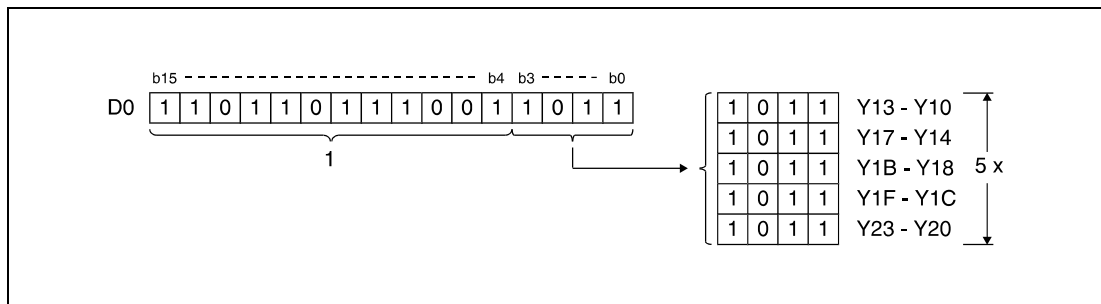 b15 b4 b3 b0
D0 1 1 0 1 1 0 1 1 1 0 0 1 1 0 1 1
1
1 0 1 1 Y13 - Y10
1 0 1 1 Y17 - Y14
1 0 1 1 Y1B - Y18 5 x
1 0 1 1 Y1F - Y1C
1 0 1 1 Y23 - Y20